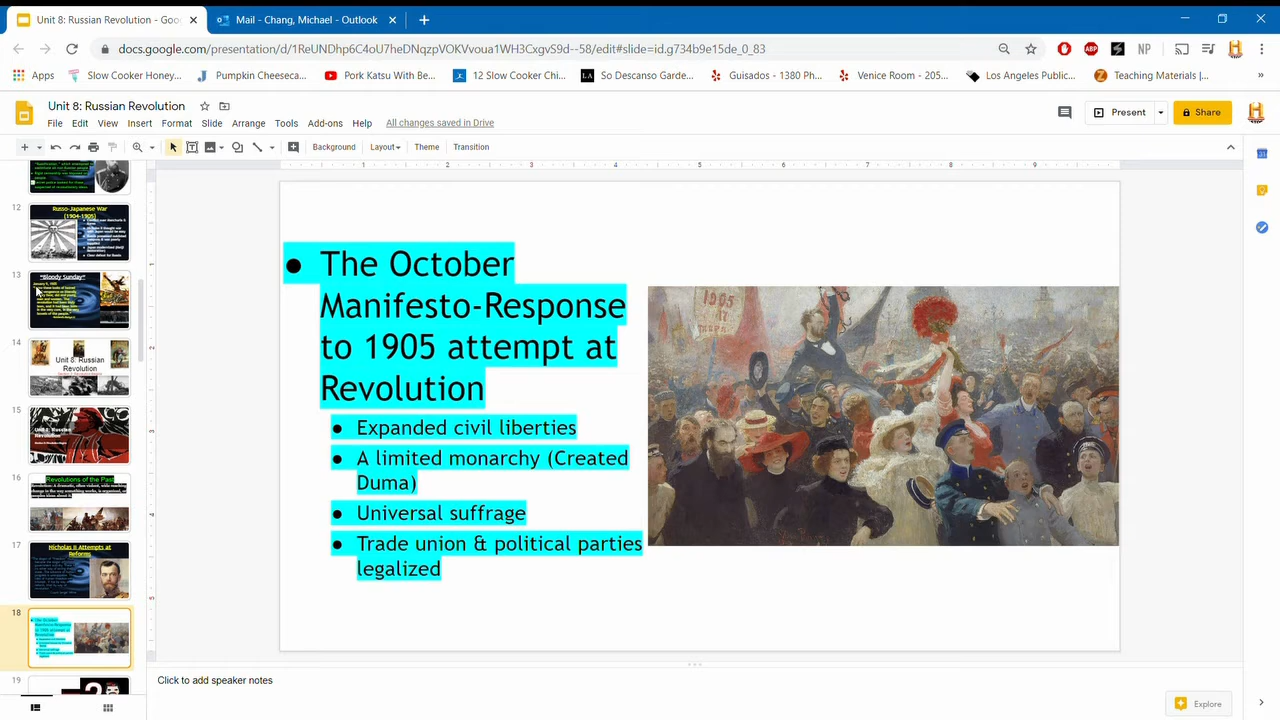 Unit 8: Russian Revolution - Goo
Mail - Chang, Michael - Outlook
docs.google.com/presentation/d/1ReUNDhp6C4oU7heDNqzpVOKVvoua1WH3CxgvS9d--58/edit#slide=id.g734b9e15de_0_83
ABP
NP
Apps
Slow Cooker Honey...
Pumpkin Cheeseca...
Pork Katsu With Be...
12 Slow Cooker Chi...
LA
So Descanso Garde...
Guisados - 1380 Ph...
Venice Room - 205...
Los Angeles Public...
Teaching Materials |...
Unit 8: Russian Revolution
Present
Share
File Edit View Insert Format Slide Arrange Tools Add-ons Help All changes saved in Drive
Background Layout Theme Transition
12
Russo-Japanese War
(1904-1905)
13
"Bloody Sunday"
14
Unit 8: Russian
Revolution
15
16
Revolutions of the Past
17
Nicholas II Attempts at
Reforms
18
19
● The October
Manifesto-Response
to 1905 attempt at
Revolution
● Expanded civil liberties
● A limited monarchy (Created
Duma)
● Universal suffrage
● Trade union & political parties
legalized
Click to add speaker notes
Explore